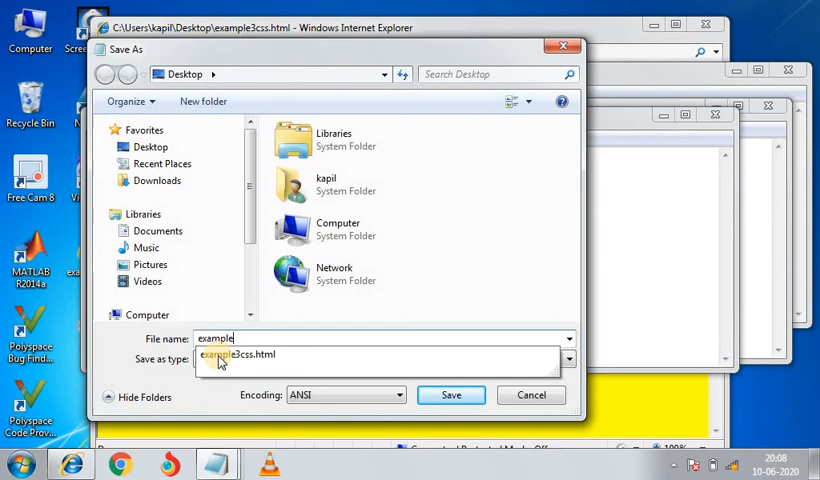 Computer
Scree
C:\Users\kapil\Desktop\example3css.html - Windows Internet Explorer
Save As
Desktop
Search Desktop
Organize
New folder
Recycle Bin
Favorites
Desktop
Recent Places
Downloads
Libraries
Documents
Music
Pictures
Videos
Computer
Libraries
System Folder
kapil
Computer
System Folder
Network
System Folder
Free Cam 8
MATLAB
R2014a
Polyspace
Bug Find...
Polyspace
Code Prov...
File name:
example
example3css.html
Save as type:
Hide Folders
Encoding:
ANSI
Save
Cancel
100%
20:08
10-06-2020